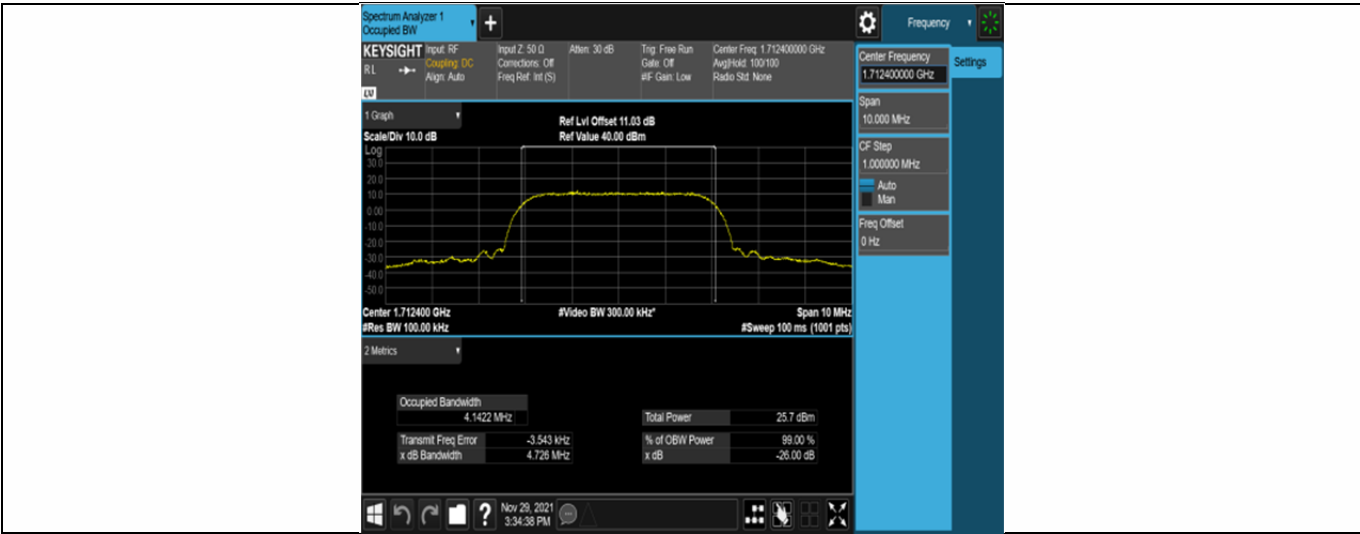 Spectrum Analyzer 1
Occupied BW
Frequency
KEYSIGHT
RL
Input: RF
Coupling: DC
Align: Auto
Input Z: 50 Ω
Corrections: Off
Freq Ref: Int (S)
Atten: 30 dB
Trig: Free Run
Gate: Off
#IF Gain: Low
Center Freq: 1.712400000 GHz
Avg|Hold: 100/100
Radio Std: None
1 Graph
Scale/Div 10.0 dB
Ref Lvl Offset 11.03 dB
Ref Value 40.00 dBm
Log
30.0
20.0
10.0
0.00
-10.0
-20.0
-30.0
-40.0
-50.0
Center 1.712400 GHz
#Res BW 100.00 kHz
#Video BW 300.00 kHz*
Span 10 MHz
#Sweep 100 ms (1001 pts)
2 Metrics
Occupied Bandwidth
4.1422 MHz
Transmit Freq Error -3.543 kHz
x dB Bandwidth 4.726 MHz
Total Power 25.7 dBm
% of OBW Power 99.00 %
x dB -26.00 dB
Nov 29, 2021
3:34:38 PM
Center Frequency
1.712400000 GHz
Settings
Span
10.000 MHz
CF Step
1.000000 MHz
Auto
Man
Freq Offset
0 Hz